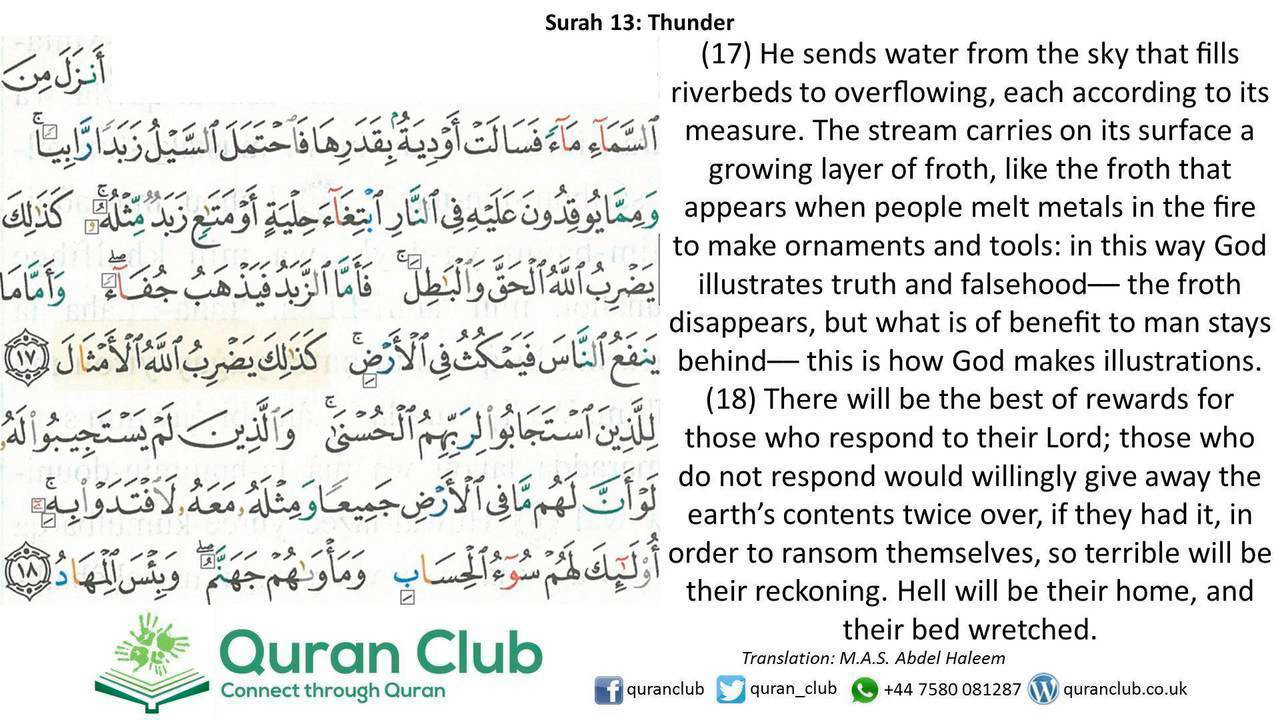 Surah 13: Thunder
أَنزَلَ مِنَ
السَّمَآءِ مَآءً فَسَالَتْ أَوْدِيَةٌۢ بِقَدَرِهَا فَٱحْتَمَلَ ٱلسَّيْلُ زَبَدًا رَّابِيًا ۚ
وَمِمَّا يُوقِدُونَ عَلَيْهِ فِى ٱلنَّارِ ٱبْتِغَآءَ حِلْيَةٍ أَوْ مَتَٰعٍ زَبَدٌ مِّثْلُهُۥ ۚ كَذَٰلِكَ
يَضْرِبُ ٱللَّهُ ٱلْحَقَّ وَٱلْبَٰطِلَ ۚ فَأَمَّا ٱلزَّبَدُ فَيَذْهَبُ جُفَآءً ۖ وَأَمَّا مَا
يَنفَعُ ٱلنَّاسَ فَيَمْكُثُ فِى ٱلْأَرْضِ ۚ كَذَٰلِكَ يَضْرِبُ ٱللَّهُ ٱلْأَمْثَالَ ١٧
لِلَّذِينَ ٱسْتَجَابُوا۟ لِرَبِّهِمُ ٱلْحُسْنَىٰ ۚ وَٱلَّذِينَ لَمْ يَسْتَجِيبُوا۟ لَهُۥ
لَوْ أَنَّ لَهُم مَّا فِى ٱلْأَرْضِ جَمِيعًا وَمِثْلَهُۥ مَعَهُۥ لَٱفْتَدَوْا۟ بِهِۦٓ ۚ
أُو۟لَٰٓئِكَ لَهُمْ سُوٓءُ ٱلْحِسَابِ وَمَأْوَىٰهُمْ جَهَنَّمُ ۖ وَبِئْسَ ٱلْمِهَادُ ١٨
(17) He sends water from the sky that fills
riverbeds to overflowing, each according to its
measure. The stream carries on its surface a
growing layer of froth, like the froth that
appears when people melt metals in the fire
to make ornaments and tools: in this way God
illustrates truth and falsehood— the froth
disappears, but what is of benefit to man stays
behind— this is how God makes illustrations.
(18) There will be the best of rewards for
those who respond to their Lord; those who
do not respond would willingly give away the
earth’s contents twice over, if they had it, in
order to ransom themselves, so terrible will be
their reckoning. Hell will be their home, and
their bed wretched.
Translation: M.A.S. Abdel Haleem
Quran Club
Connect through Quran
quranclub quran_club +44 7580 081287 quranclub.co.uk